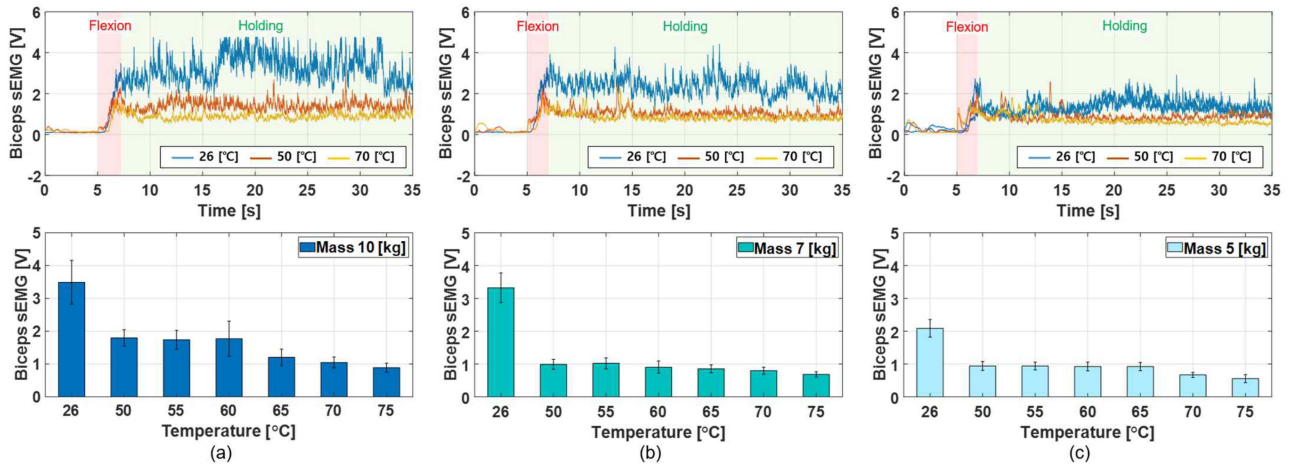 Biceps sEMG [V]
6
4
2
0
-2
Flexion
Holding
26 [℃] 50 [℃] 70 [℃]
0 5 10 15 20 25 30 35
Time [s]
Biceps sEMG [V]
6
4
2
0
-2
Flexion
Holding
26 [℃] 50 [℃] 70 [℃]
0 5 10 15 20 25 30 35
Time [s]
Biceps sEMG [V]
6
4
2
0
-2
Flexion
Holding
26 [℃] 50 [℃] 70 [℃]
0 5 10 15 20 25 30 35
Time [s]
Biceps sEMG [V]
5
4
3
2
1
0
Mass 10 [kg]
26 50 55 60 65 70 75
Temperature [°C]
(a)
Biceps sEMG [V]
5
4
3
2
1
0
Mass 7 [kg]
26 50 55 60 65 70 75
Temperature [°C]
(b)
Biceps sEMG [V]
5
4
3
2
1
0
Mass 5 [kg]
26 50 55 60 65 70 75
Temperature [°C]
(c)